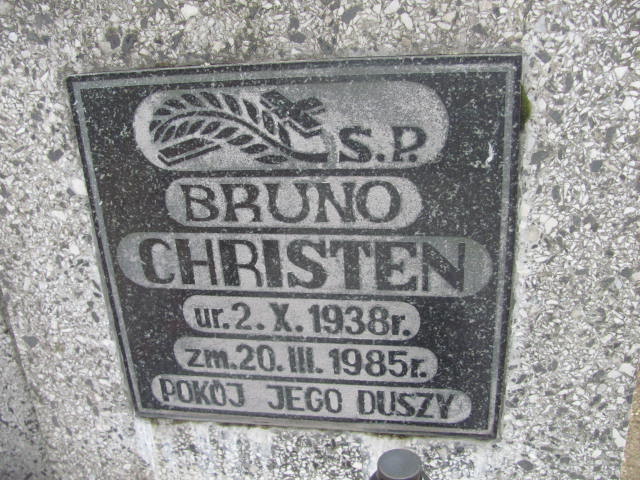 S.P.
BRUNO
CHRISTEN
ur. 2. X. 1938r.
zm. 20. III. 1985r.
POKÓJ JEGO DUSZY